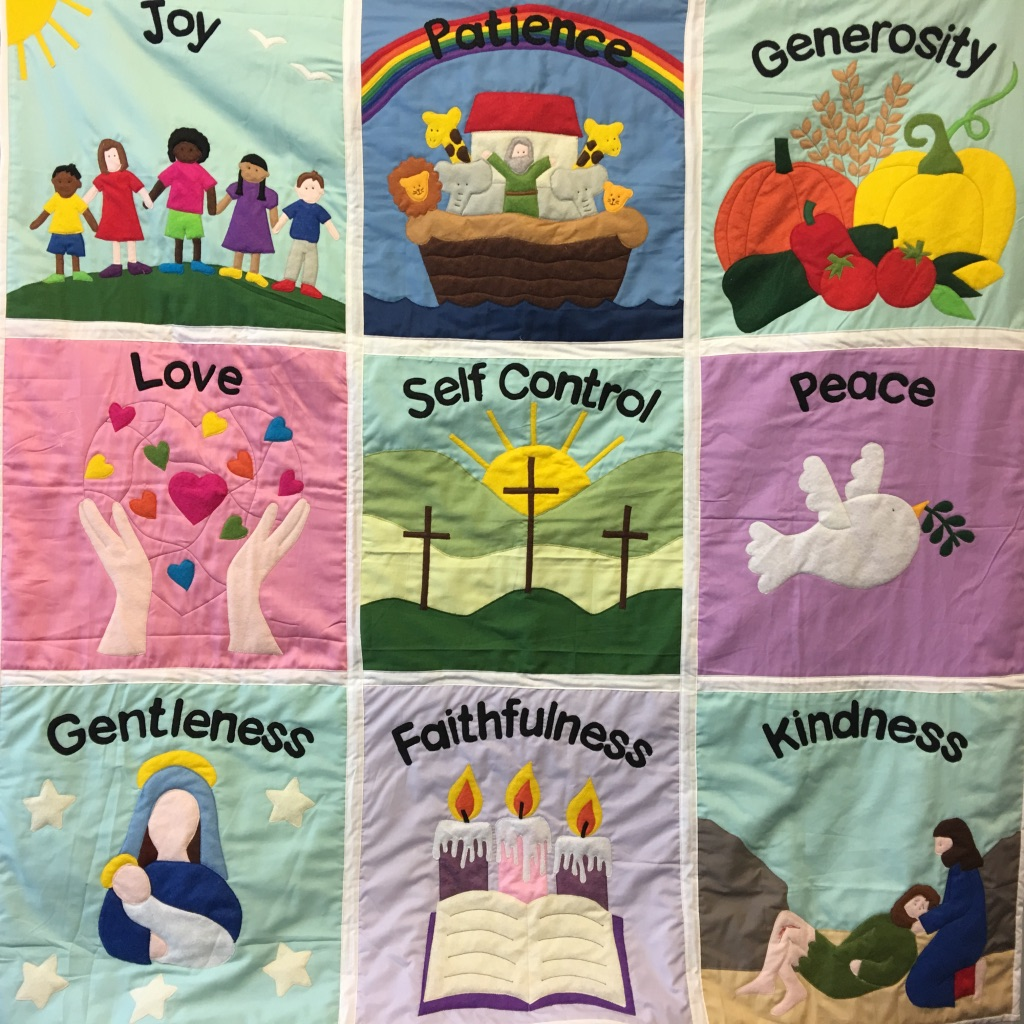 Joy
Patience
Generosity
Love
Self Control
Peace
Gentleness
Faithfulness
Kindness